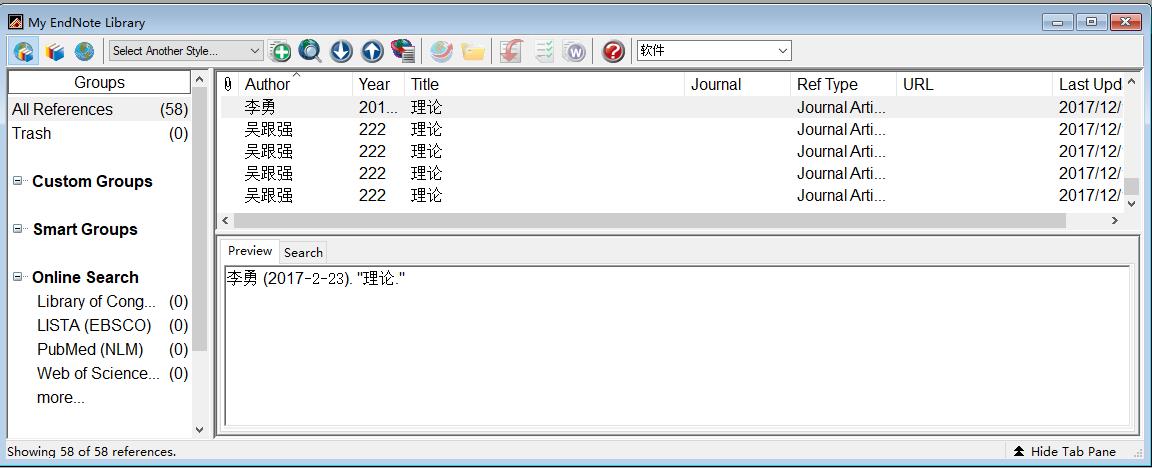 My EndNote Library
Select Another Style... 软件
Groups
All References (58)
Trash (0)
Custom Groups
Smart Groups
Online Search
Library of Cong... (0)
LISTA (EBSCO) (0)
PubMed (NLM) (0)
Web of Science... (0)
more...
Author Year Title Journal Ref Type URL Last Upd
李勇 201... 理论 Journal Arti... 2017/12/
吴跟强 222 理论 Journal Arti... 2017/12/
吴跟强 222 理论 Journal Arti... 2017/12/
吴跟强 222 理论 Journal Arti... 2017/12/
吴跟强 222 理论 Journal Arti... 2017/12/
Preview Search
李勇 (2017-2-23). "理论."
Showing 58 of 58 references. Hide Tab Pane